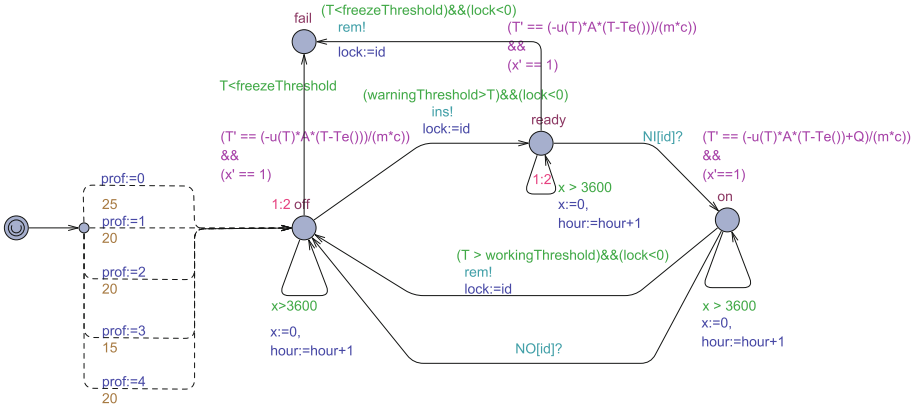 fail
(T<freezeThreshold)&&(lock<0)
rem!
lock:=id
(T' == (-u(T)*A*(T-Te()))/(m*c))
&&
(x' == 1)
T<freezeThreshold
(warningThreshold>T)&&(lock<0)
ins!
lock:=id
ready
(T' == (-u(T)*A*(T-Te()))/(m*c))
&&
(x' == 1)
NI[id]?
(T' == (-u(T)*A*(T-Te())+Q)/(m*c))
&&
(x'==1)
1:2
x > 3600
x:=0,
hour:=hour+1
on
1:2 off
prof:=0
25
prof:=1
20
prof:=2
20
prof:=3
15
prof:=4
20
(T > workingThreshold)&&(lock<0)
rem!
lock:=id
x>3600
x:=0,
hour:=hour+1
x > 3600
x:=0,
hour:=hour+1
NO[id]?